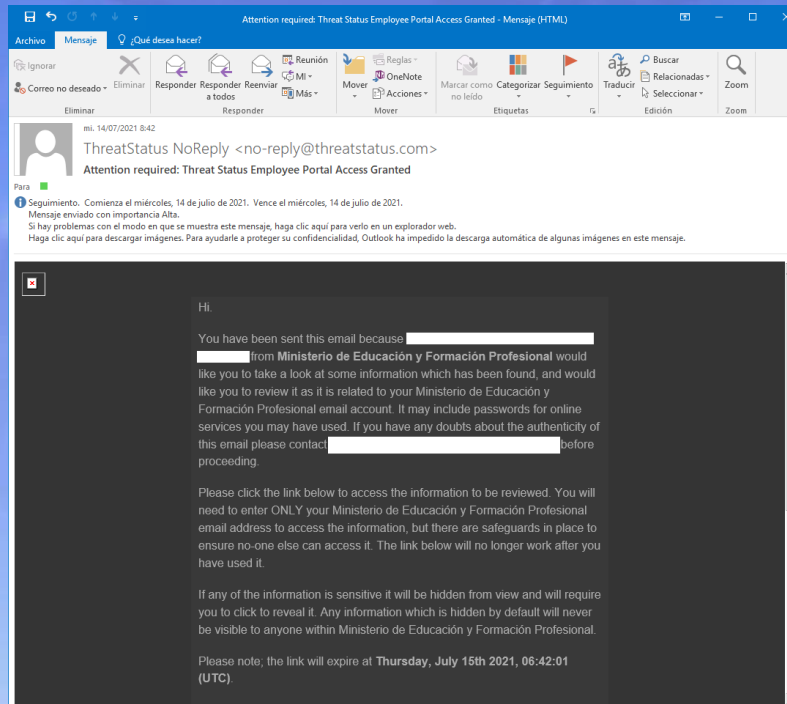 Attention required: Threat Status Employee Portal Access Granted - Mensaje (HTML)
Archivo Mensaje ¿Qué desea hacer?
Ignorar
Correo no deseado
Eliminar
Responder
Responder a todos
Reenviar
Reunión
MI
Más
Mover
Reglas
OneNote
Acciones
Marcar como no leído
Categorizar
Seguimiento
Traducir
Buscar
Relacionadas
Seleccionar
Zoom
Eliminar Responder Mover Etiquetas Edición Zoom
mi. 14/07/2021 8:42
ThreatStatus NoReply <no-reply@threatstatus.com>
Attention required: Threat Status Employee Portal Access Granted
Para
Seguimiento. Comienza el miércoles, 14 de julio de 2021. Vence el miércoles, 14 de julio de 2021.
Mensaje enviado con importancia Alta.
Si hay problemas con el modo en que se muestra este mensaje, haga clic aquí para verlo en un explorador web.
Haga clic aquí para descargar imágenes. Para ayudarle a proteger su confidencialidad, Outlook ha impedido la descarga automática de algunas imágenes en este mensaje.
Hi.
You have been sent this email because
from Ministerio de Educación y Formación Profesional would
like you to take a look at some information which has been found, and would
like you to review it as it is related to your Ministerio de Educación y
Formación Profesional email account. It may include passwords for online
services you may have used. If you have any doubts about the authenticity of
this email please contact before
proceeding.
Please click the link below to access the information to be reviewed. You will
need to enter ONLY your Ministerio de Educación y Formación Profesional
email address to access the information, but there are safeguards in place to
ensure no-one else can access it. The link below will no longer work after you
have used it.
If any of the information is sensitive it will be hidden from view and will require
you to click to reveal it. Any information which is hidden by default will never
be visible to anyone within Ministerio de Educación y Formación Profesional.
Please note; the link will expire at Thursday, July 15th 2021, 06:42:01
(UTC).